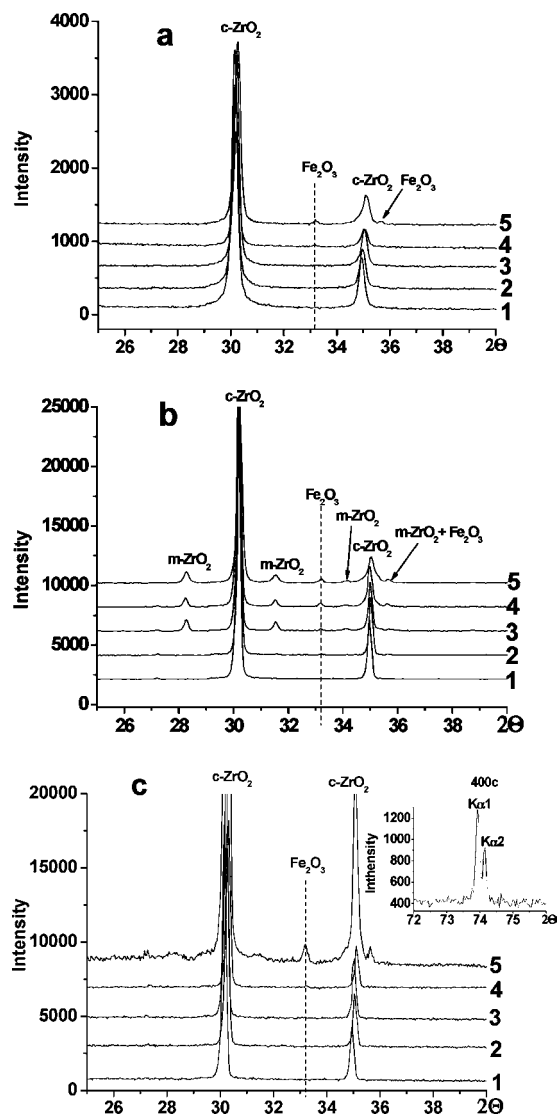 a
c-ZrO2
4000
3000
2000
1000
0
Intensity
Fe2O3
c-ZrO2
Fe2O3
5
4
3
2
1
26 28 30 32 34 36 38 2Θ
b
c-ZrO2
25000
20000
15000
10000
5000
0
Intensity
m-ZrO2
m-ZrO2
Fe2O3
m-ZrO2
c-ZrO2
m-ZrO2+ Fe2O3
5
4
3
2
1
26 28 30 32 34 36 38 2Θ
c
c-ZrO2
c-ZrO2
20000
15000
10000
5000
0
Intensity
Fe2O3
400c
Kα1
Kα2
1200
1000
800
600
400
Inthensity
72 73 74 75 2Θ
5
4
3
2
1
26 28 30 32 34 36 38 2Θ